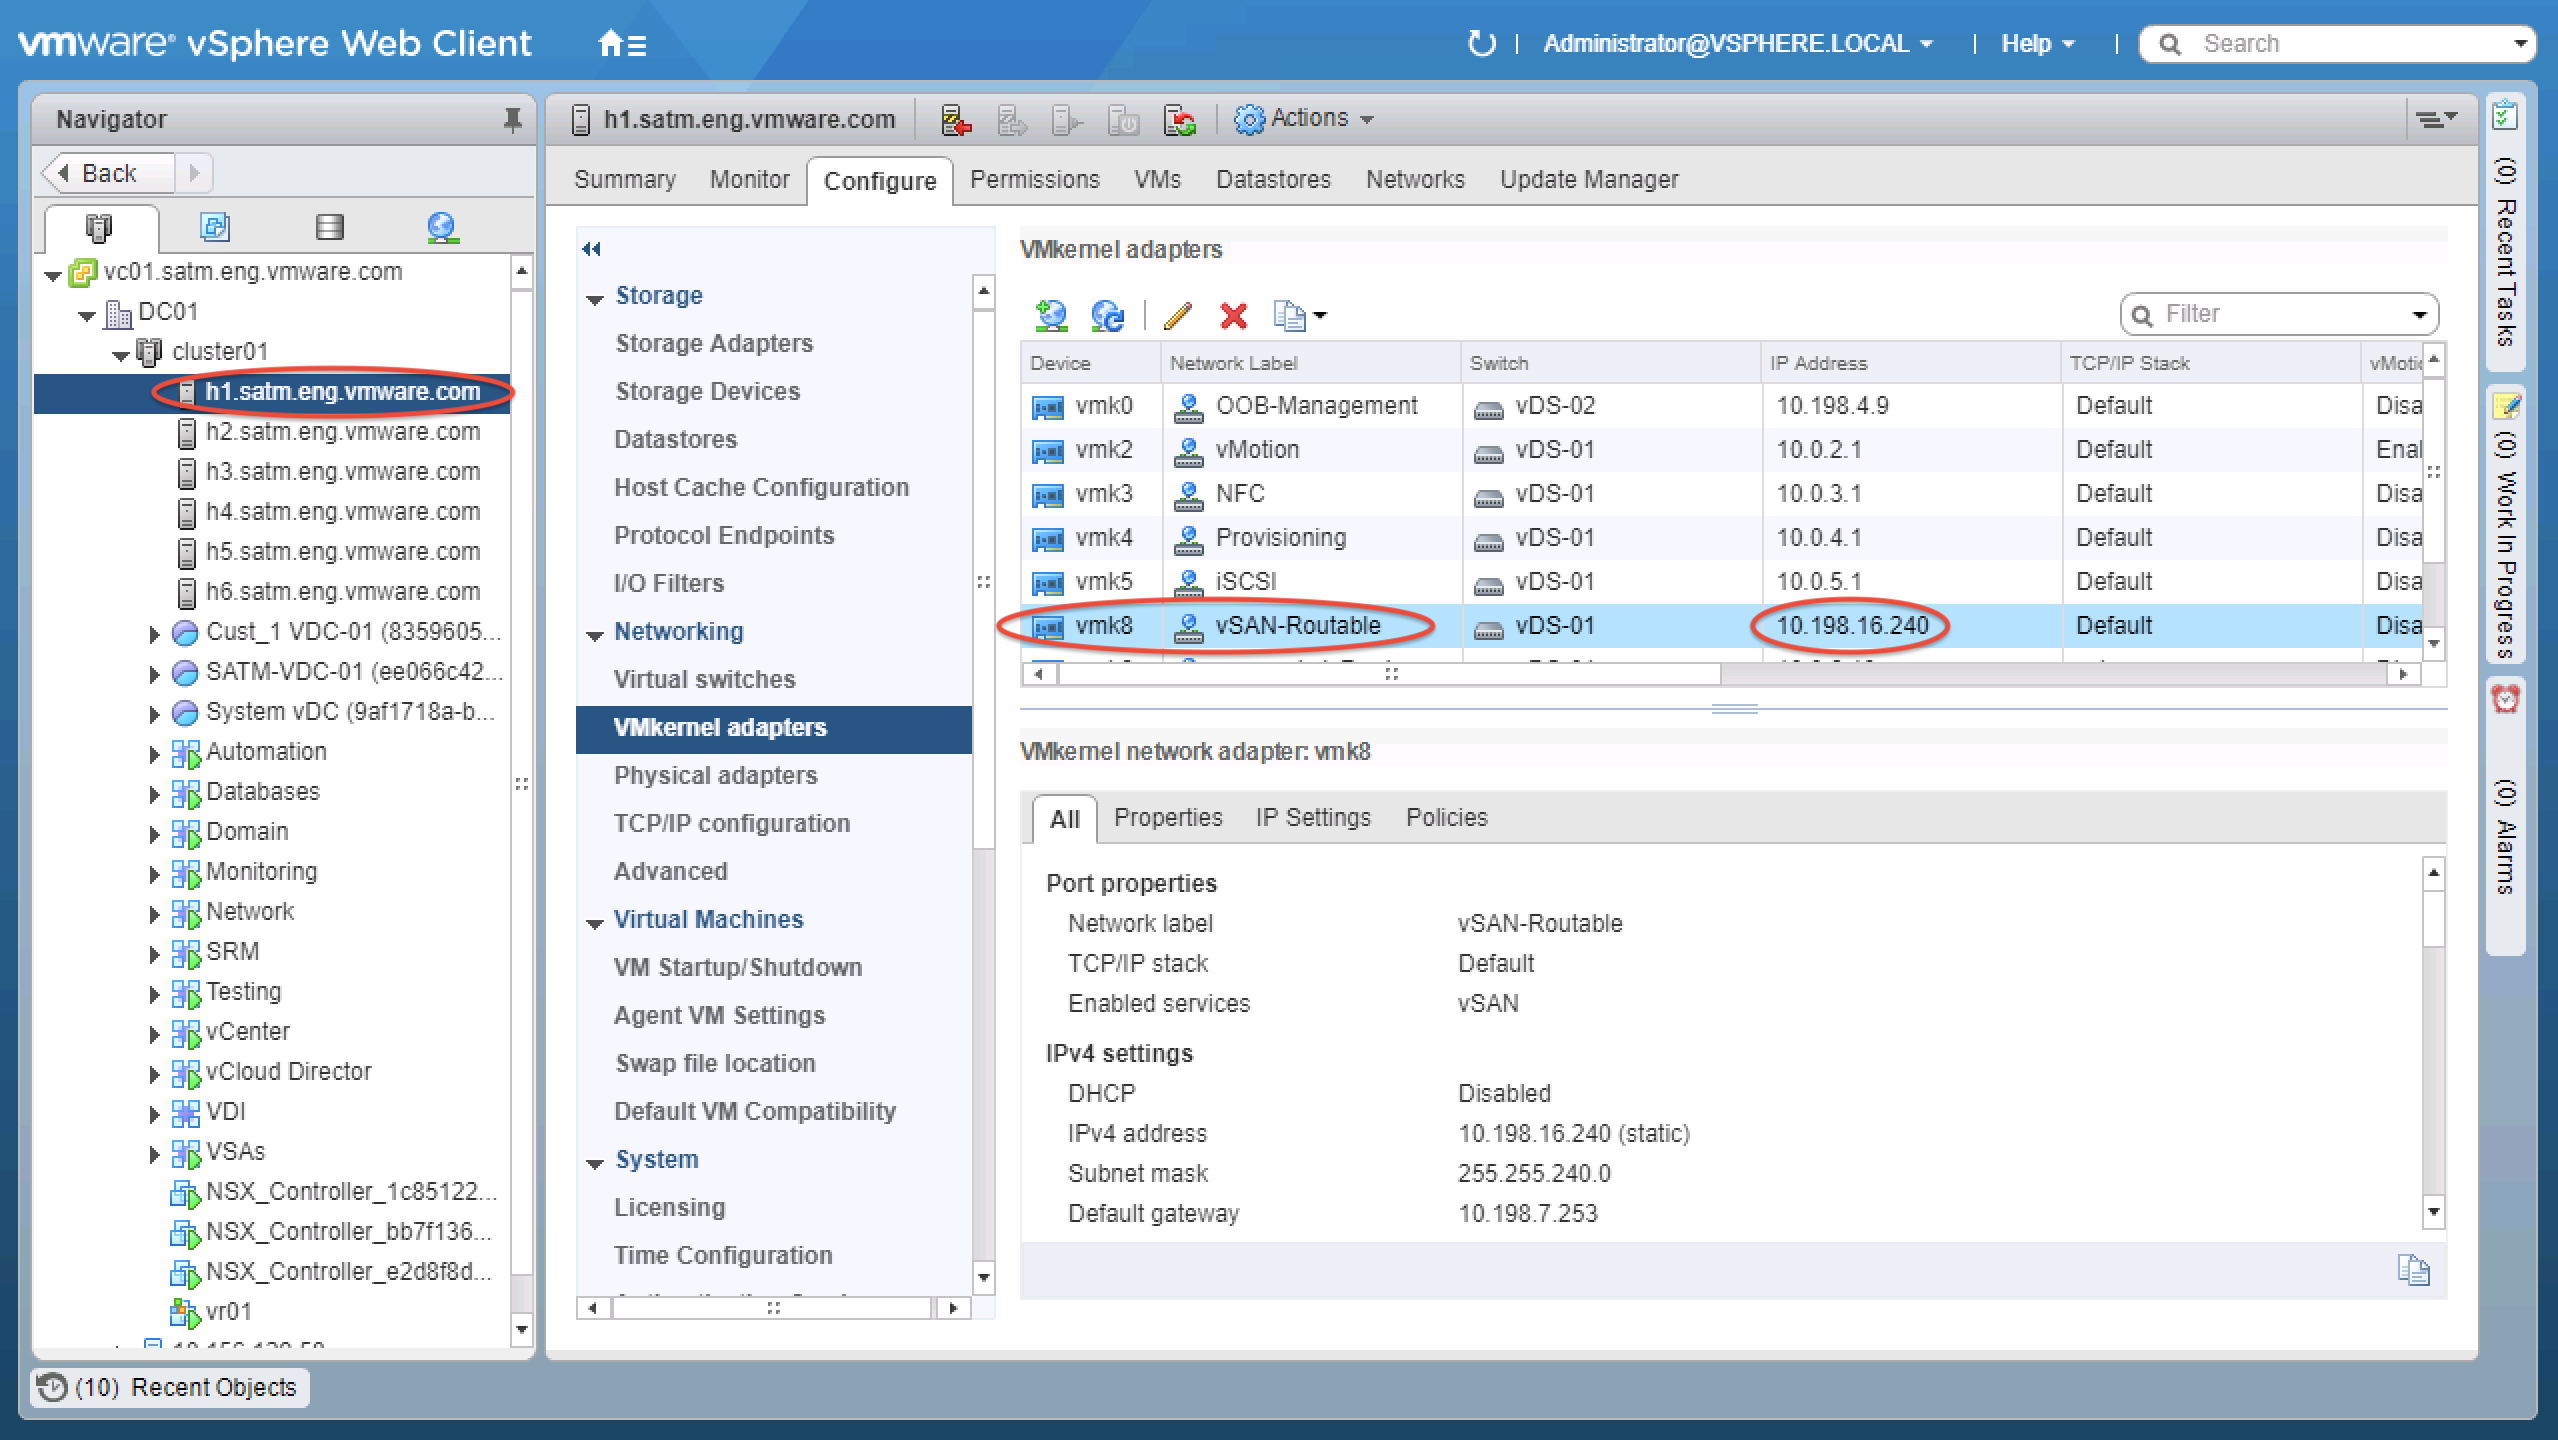 vmware® vSphere Web Client
Administrator@VSPHERE.LOCAL
Help
Search
Navigator
Back
vc01.satm.eng.vmware.com
DC01
cluster01
h1.satm.eng.vmware.com
h2.satm.eng.vmware.com
h3.satm.eng.vmware.com
h4.satm.eng.vmware.com
h5.satm.eng.vmware.com
h6.satm.eng.vmware.com
Cust_1 VDC-01 (8359605...
SATM-VDC-01 (ee066c42...
System vDC (9af1718a-b...
Automation
Databases
Domain
Monitoring
Network
SRM
Testing
vCenter
vCloud Director
VDI
VSAs
NSX_Controller_1c85122...
NSX_Controller_bb7f136...
NSX_Controller_e2d8f8d...
vr01
(10) Recent Objects
h1.satm.eng.vmware.com
Actions
Summary Monitor Configure Permissions VMs Datastores Networks Update Manager
Storage
Storage Adapters
Storage Devices
Datastores
Host Cache Configuration
Protocol Endpoints
I/O Filters
Networking
Virtual switches
VMkernel adapters
Physical adapters
TCP/IP configuration
Advanced
Virtual Machines
VM Startup/Shutdown
Agent VM Settings
Swap file location
Default VM Compatibility
System
Licensing
Time Configuration
VMkernel adapters
Filter
Device Network Label Switch IP Address TCP/IP Stack vMotic
vmk0 OOB-Management vDS-02 10.198.4.9 Default Disa
vmk2 vMotion vDS-01 10.0.2.1 Default Enal
vmk3 NFC vDS-01 10.0.3.1 Default Disa
vmk4 Provisioning vDS-01 10.0.4.1 Default Disa
vmk5 iSCSI vDS-01 10.0.5.1 Default Disa
vmk8 vSAN-Routable vDS-01 10.198.16.240 Default Disa
VMkernel network adapter: vmk8
All Properties IP Settings Policies
Port properties
Network label vSAN-Routable
TCP/IP stack Default
Enabled services vSAN
IPv4 settings
DHCP Disabled
IPv4 address 10.198.16.240 (static)
Subnet mask 255.255.240.0
Default gateway 10.198.7.253
(0) Recent Tasks
(0) Work In Progress
(0) Alarms